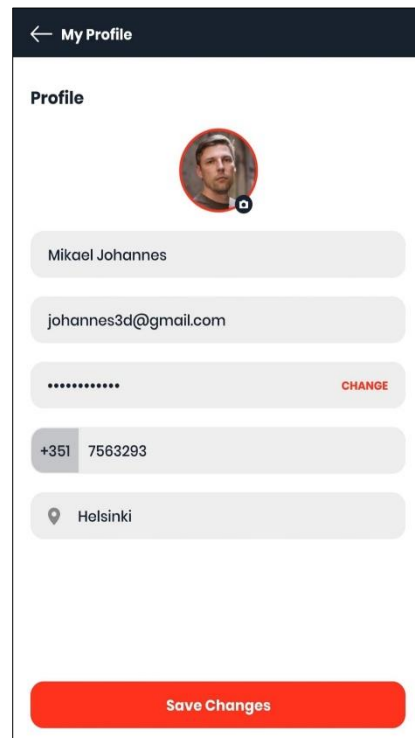 My Profile
Profile
Mikael Johannes
johannes3d@gmail.com
•••••••••••• CHANGE
+351 7563293
Helsinki
Save Changes